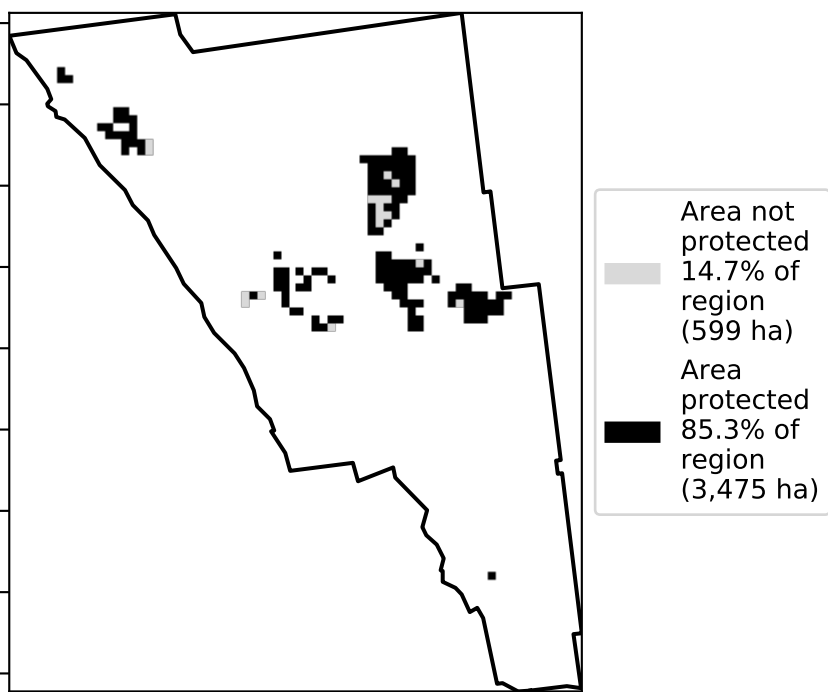 Area not
protected
14.7% of
region
(599 ha)
Area
protected
85.3% of
region
(3,475 ha)